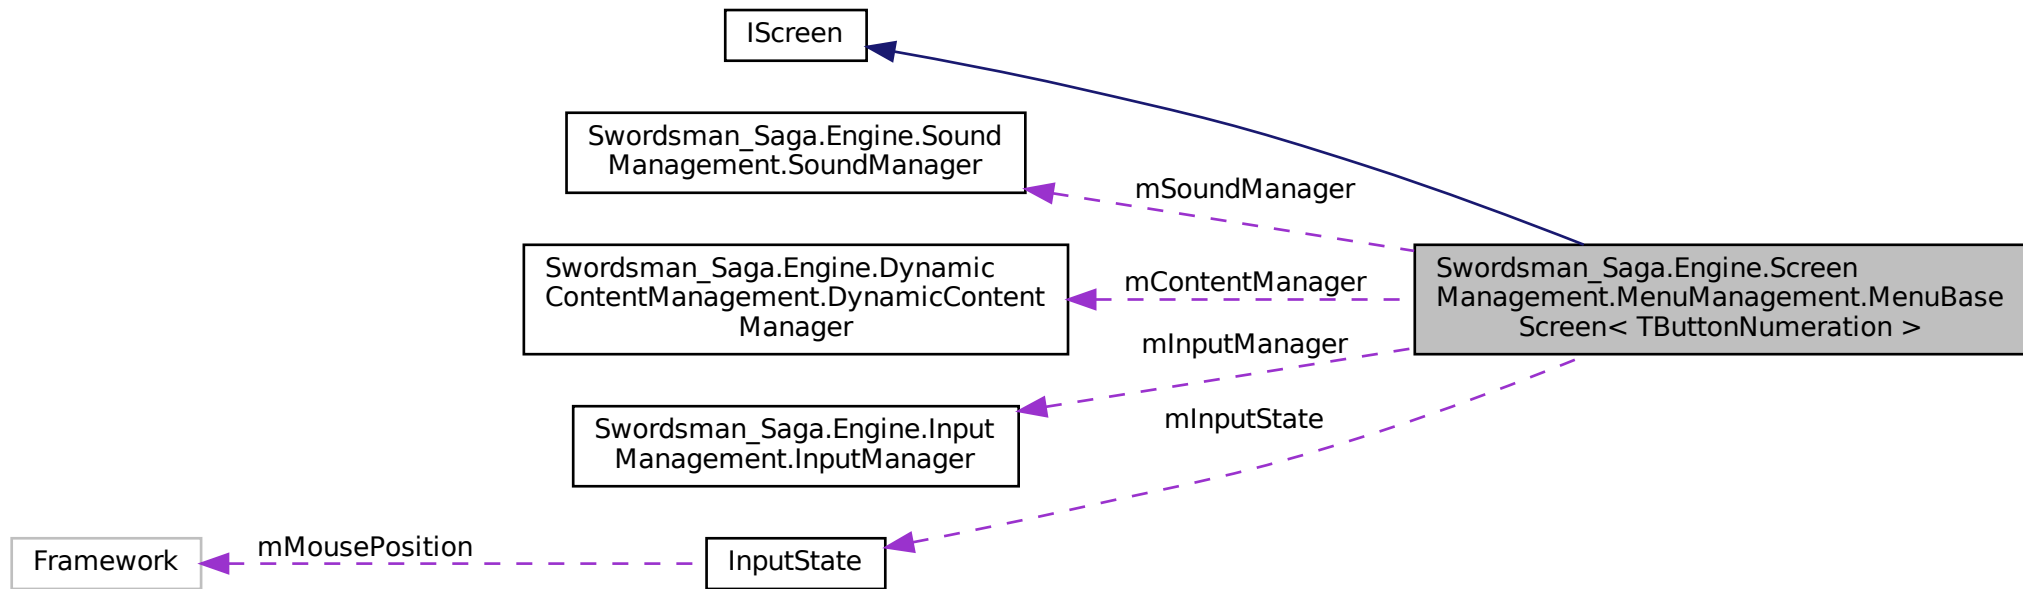 IScreen
Swordsman_Saga.Engine.Sound
Management.SoundManager
mSoundManager
Swordsman_Saga.Engine.Dynamic
ContentManagement.DynamicContent
Manager
mContentManager
Swordsman_Saga.Engine.Screen
Management.MenuManagement.MenuBase
Screen< TButtonNumeration >
mInputManager
Swordsman_Saga.Engine.Input
Management.InputManager
mInputState
Framework
mMousePosition
InputState